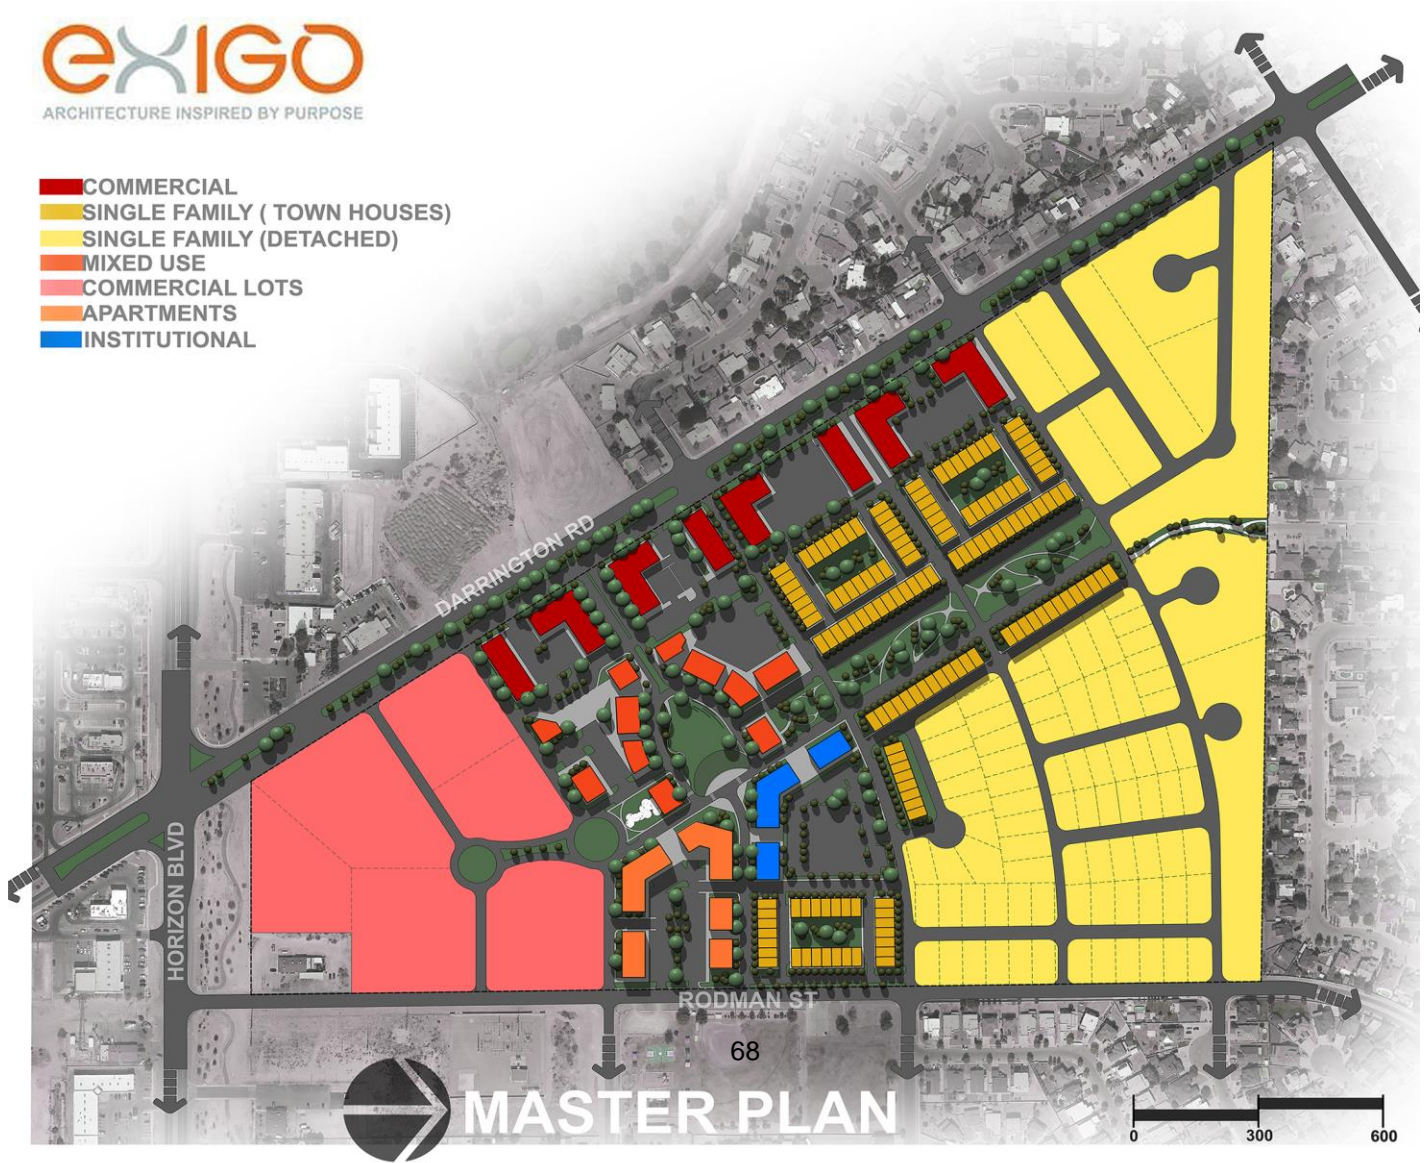 eXIGO
ARCHITECTURE INSPIRED BY PURPOSE
COMMERCIAL
SINGLE FAMILY ( TOWN HOUSES)
SINGLE FAMILY (DETACHED)
MIXED USE
COMMERCIAL LOTS
APARTMENTS
INSTITUTIONAL
DARRINGTON RD
HORIZON BLVD
RODMAN ST
68
MASTER PLAN
0 300 600